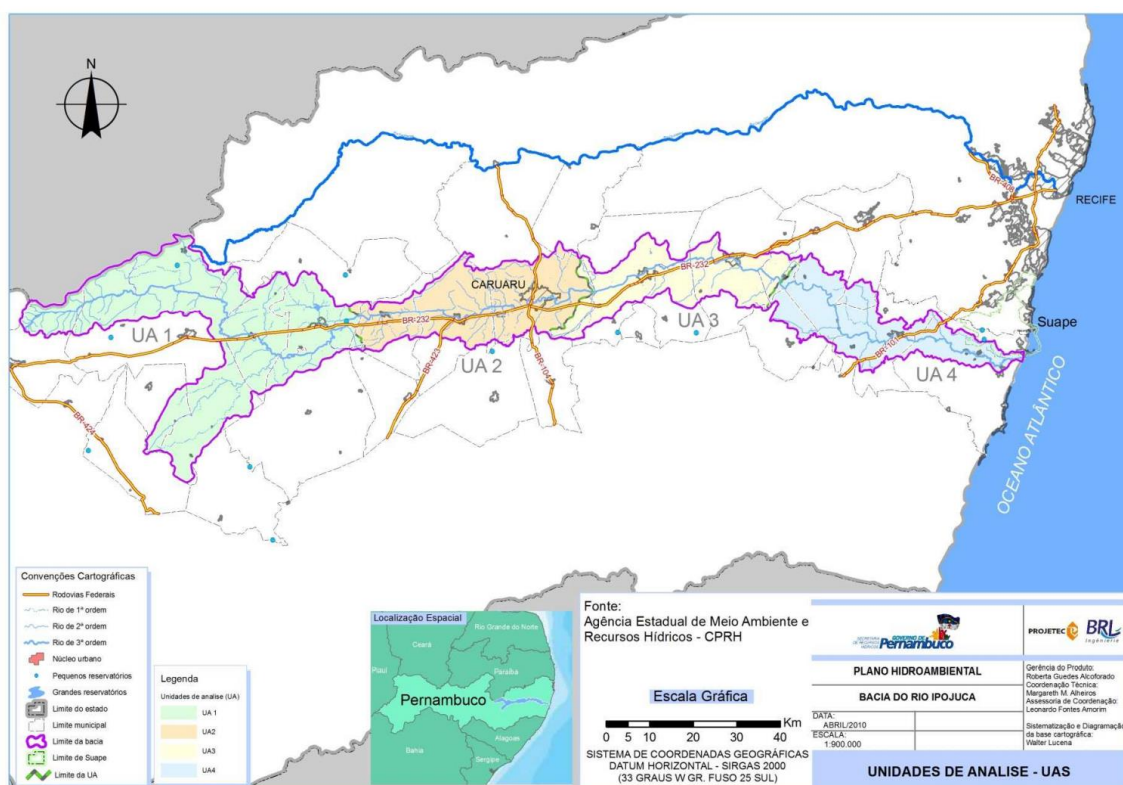 N
BR-408
RECIFE
CARUARU
BR-232
UA 1
BR-232
UA 3
Suape
BR-423
UA 2
BR-104
BR-101
UA 4
BR-424
OCEANO ATLÂNTICO
Convenções Cartográficas
Rodovias Federais
Rio de 1ª ordem
Rio de 2ª ordem
Rio de 3ª ordem
Núcleo urbano
Pequenos reservatórios
Grandes reservatórios
Limite do estado
Limite municipal
Limite da bacia
Limite de Suape
Limite da UA
Legenda
Unidades de analise (UA)
UA 1
UA2
UA3
UA4
Localização Espacial
Rio Grande do Norte
Ceará
Piauí
Paraíba
Pernambuco
Alagoas
Bahia
Sergipe
Fonte:
Agência Estadual de Meio Ambiente e
Recursos Hídricos - CPRH
Escala Gráfica
0 5 10 20 30 40 Km
SISTEMA DE COORDENADAS GEOGRÁFICAS
DATUM HORIZONTAL - SIRGAS 2000
(33 GRAUS W GR. FUSO 25 SUL)
SECRETARIA
DE RECURSOS
HÍDRICOS
GOVERNO DE
Pernambuco
PROJETEC
BRL
Ingénierie
PLANO HIDROAMBIENTAL
BACIA DO RIO IPOJUCA
DATA:
ABRIL/2010
ESCALA:
1:900.000
Gerência do Produto:
Roberta Guedes Alcoforado
Coordenação Técnica:
Margareth M. Alheiros
Assessoria de Coordenação:
Leonardo Fontes Amorim
Sistematização e Diagramação
da base cartográfica:
Walter Lucena
UNIDADES DE ANALISE - UAS